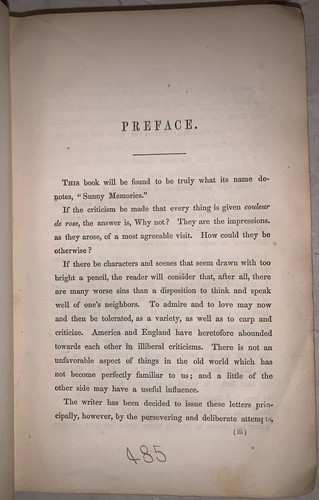 PREFACE.
THIS book will be found to be truly what its name de-
notes, "Sunny Memories."
If the criticism be made that every thing is given couleur
de rose, the answer is, Why not? They are the impressions,
as they arose, of a most agreeable visit. How could they be
otherwise?
If there be characters and scenes that seem drawn with too
bright a pencil, the reader will consider that, after all, there
are many worse sins than a disposition to think and speak
well of one's neighbors. To admire and to love may now
and then be tolerated, as a variety, as well as to carp and
criticize. America and England have heretofore abounded
towards each other in illiberal criticisms. There is not an
unfavorable aspect of things in the old world which has
not become perfectly familiar to us; and a little of the
other side may have a useful influence.
The writer has been decided to issue these letters prin-
cipally, however, by the persevering and deliberate attempts,
(iii)
485